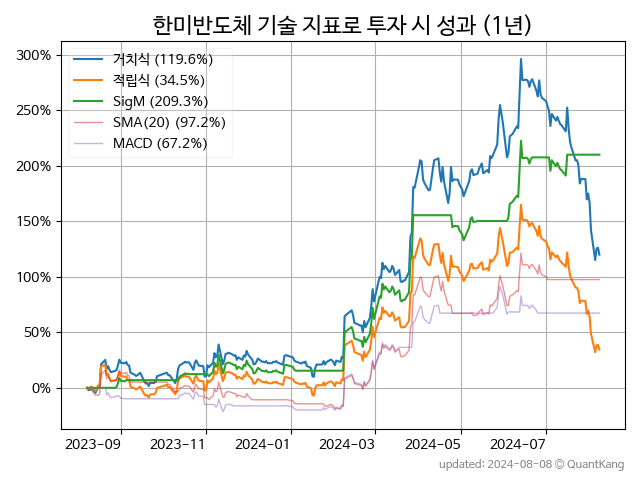 한미반도체 기술 지표로 투자 시 성과 (1년)
300%
250%
200%
150%
100%
50%
0%
거치식 (119.6%)
적립식 (34.5%)
SigM (209.3%)
SMA(20) (97.2%)
MACD (67.2%)
2023-09
2023-11
2024-01
2024-03
2024-05
2024-07
updated: 2024-08-08 © QuantKang